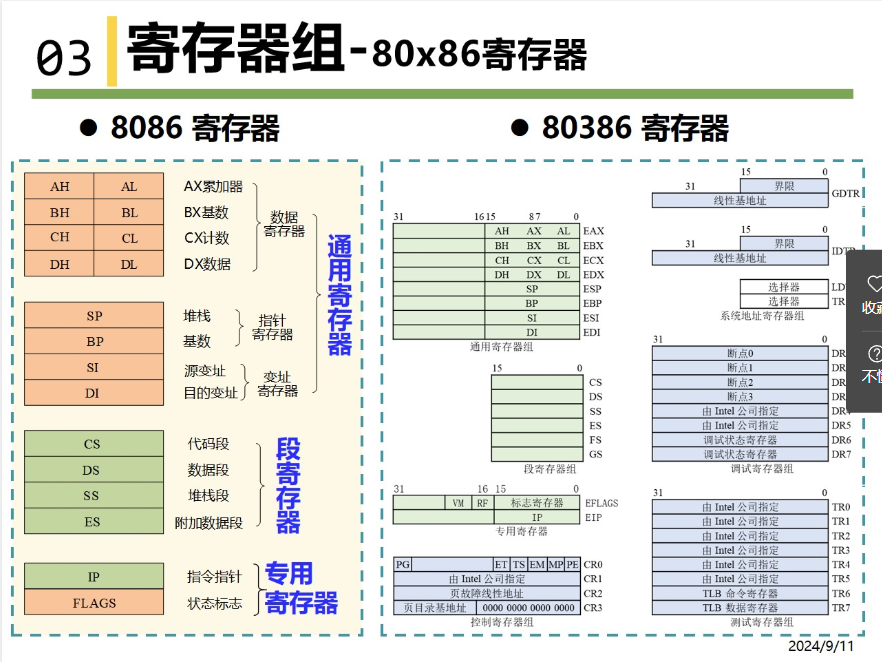 03 寄存器组-80x86寄存器
● 8086 寄存器
AH AL AX累加器
BH BL BX基数
CH CL CX计数
DH DL DX数据
数据
寄存器
SP 堆栈
BP 基数
指针
寄存器
SI 源变址
DI 目的变址
变址
寄存器
通用寄存器
CS 代码段
DS 数据段
SS 堆栈段
ES 附加数据段
段寄存器
IP 指令指针
FLAGS 状态标志
专用
寄存器
● 80386 寄存器
31 16 15 8 7 0
AH AX AL EAX
BH BX BL EBX
CH CX CL ECX
DH DX DL EDX
SP ESP
BP EBP
SI ESI
DI EDI
通用寄存器组
15 0
CS
DS
SS
ES
FS
GS
段寄存器组
31 16 15 0
VM RF 标志寄存器 EFLAGS
IP EIP
专用寄存器
PG ET TS EM MP PE CR0
由 Intel 公司指定 CR1
页故障线性地址 CR2
页目录基地址 0000 0000 0000 0000 CR3
控制寄存器组
15 0
31 界限
线性基地址 GDTR
15 0
31 界限
线性基地址 IDTR
选择器 LD
选择器 TR
系统地址寄存器组
31 0
断点0 DR
断点1 DR
断点2 DR
断点3 DR
由 Intel 公司指定 DR4
由 Intel 公司指定 DR5
调试状态寄存器 DR6
调试状态寄存器 DR7
调试寄存器组
31 0
由 Intel 公司指定 TR0
由 Intel 公司指定 TR1
由 Intel 公司指定 TR2
由 Intel 公司指定 TR3
由 Intel 公司指定 TR4
由 Intel 公司指定 TR5
TLB 命令寄存器 TR6
TLB 数据寄存器 TR7
测试寄存器组
收藏
不懂
2024/9/11